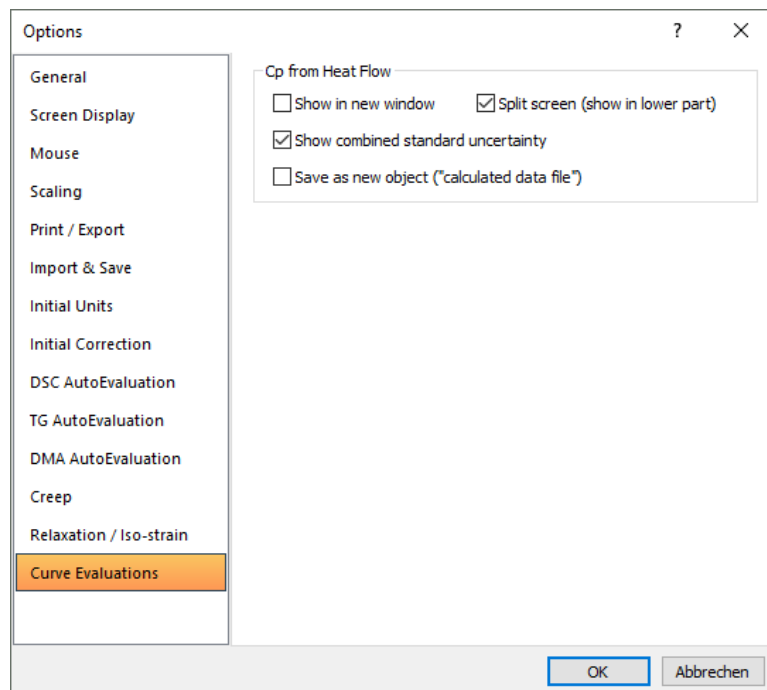 Options
?
General
Screen Display
Mouse
Scaling
Print / Export
Import & Save
Initial Units
Initial Correction
DSC AutoEvaluation
TG AutoEvaluation
DMA AutoEvaluation
Creep
Relaxation / Iso-strain
Curve Evaluations
Cp from Heat Flow
Show in new window Split screen (show in lower part)
Show combined standard uncertainty
Save as new object ("calculated data file")
OK Abbrechen